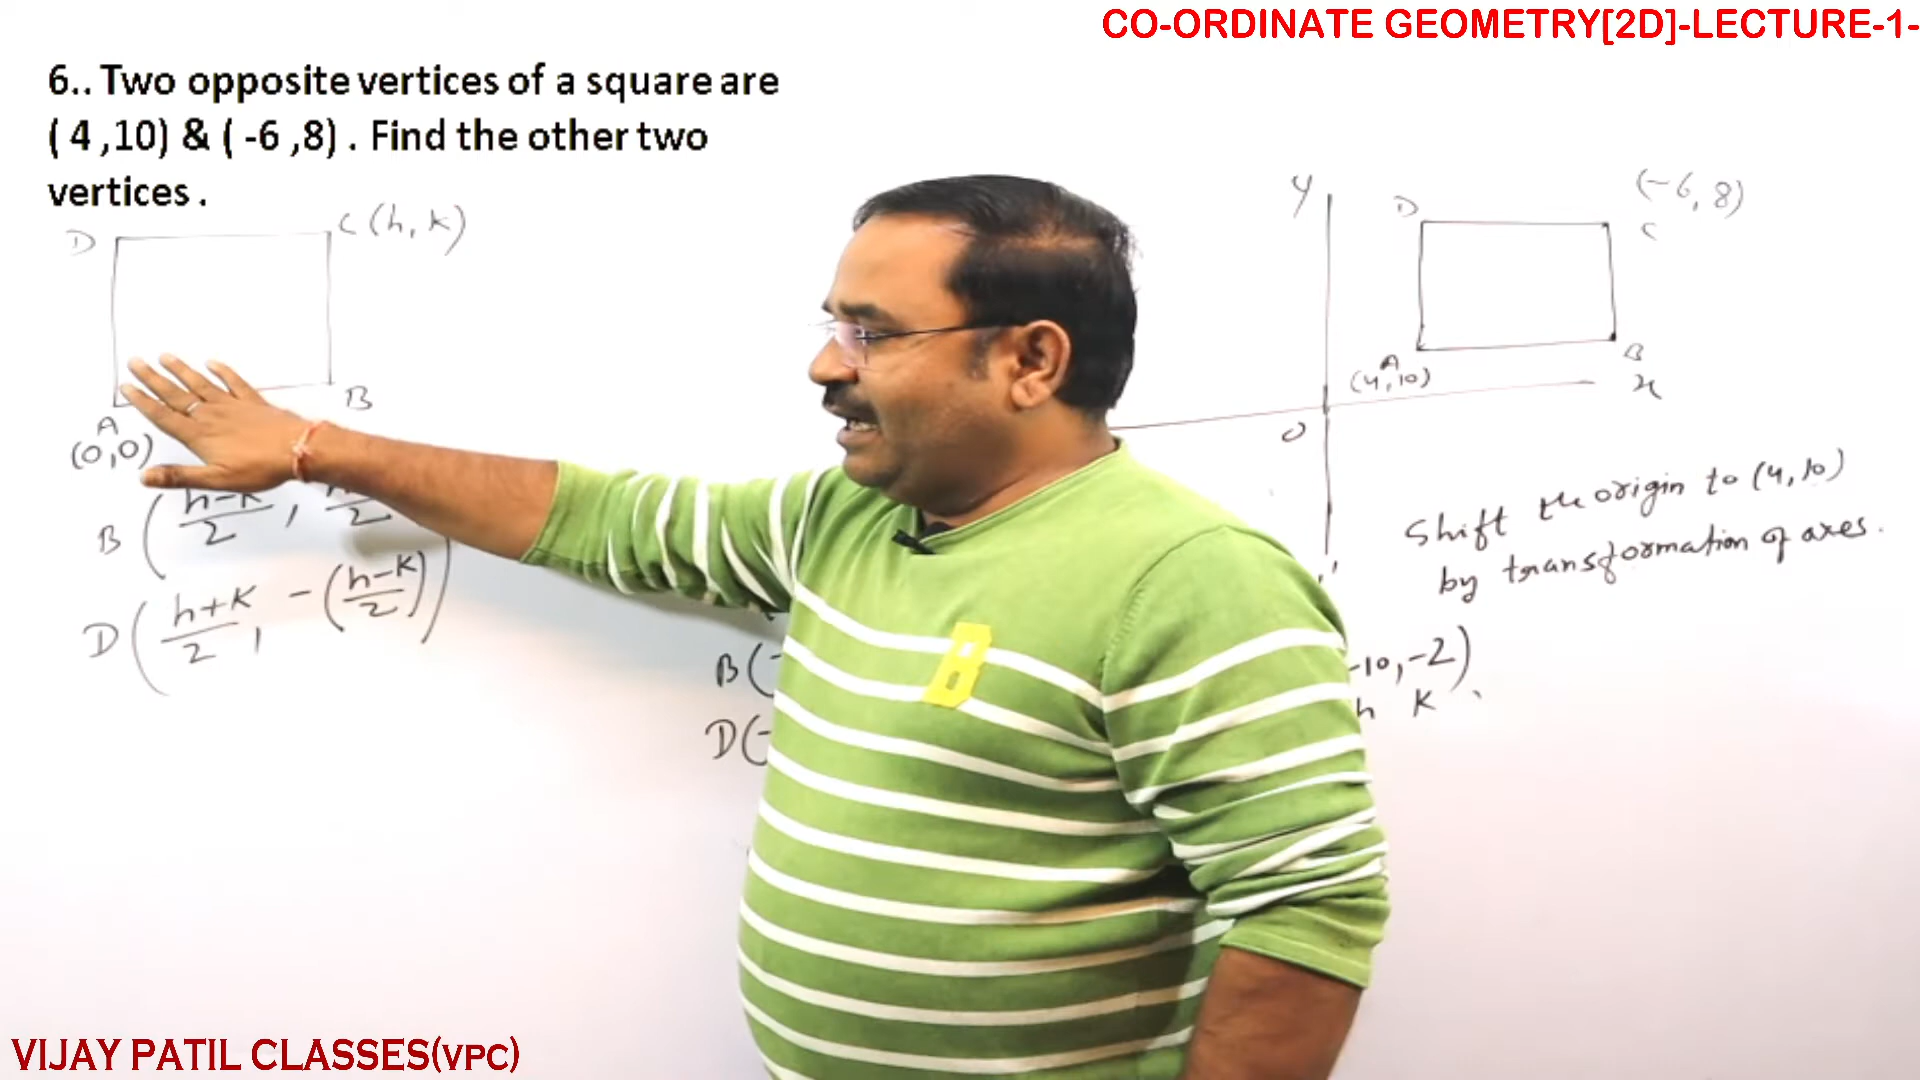 CO-ORDINATE GEOMETRY[2D]-LECTURE-1-
6.. Two opposite vertices of a square are
( 4 ,10) & ( -6 ,8) . Find the other two
vertices .
D C (h, k)
A B
(0,0)
B ( h-k/2 , /2
D ( h+k/2 , - (h-k/2) )
y
D (-6, 8)
C
A B
(4,10) x
O
Shift the origin to (4,10)
by transformation of axes.
B (-
D (-
-10,-2)
h k
VIJAY PATIL CLASSES(VPC)